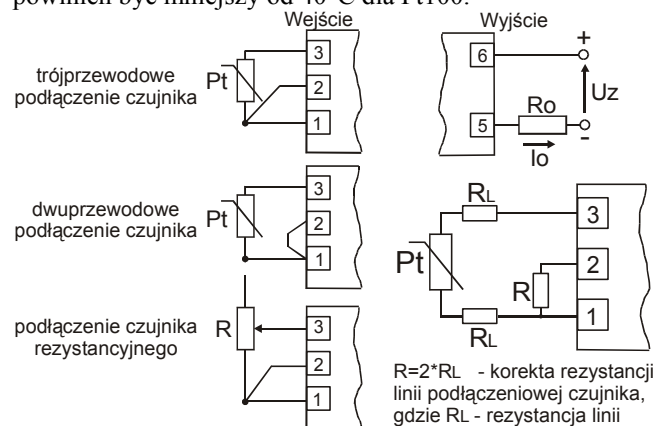 powinien być mniejszy od 40°C dla Pt100.
Wejście
trójprzewodowe
podłączenie czujnika
Pt
3
2
1
dwuprzewodowe
podłączenie czujnika
Pt
3
2
1
podłączenie czujnika
rezystancyjnego
R
3
2
1
Wyjście
6
+
Uz
5
Ro
-
Io
RL
3
Pt
2
R
1
RL
R=2*RL - korekta rezystancji
linii podłączeniowej czujnika,
gdzie RL - rezystancja linii